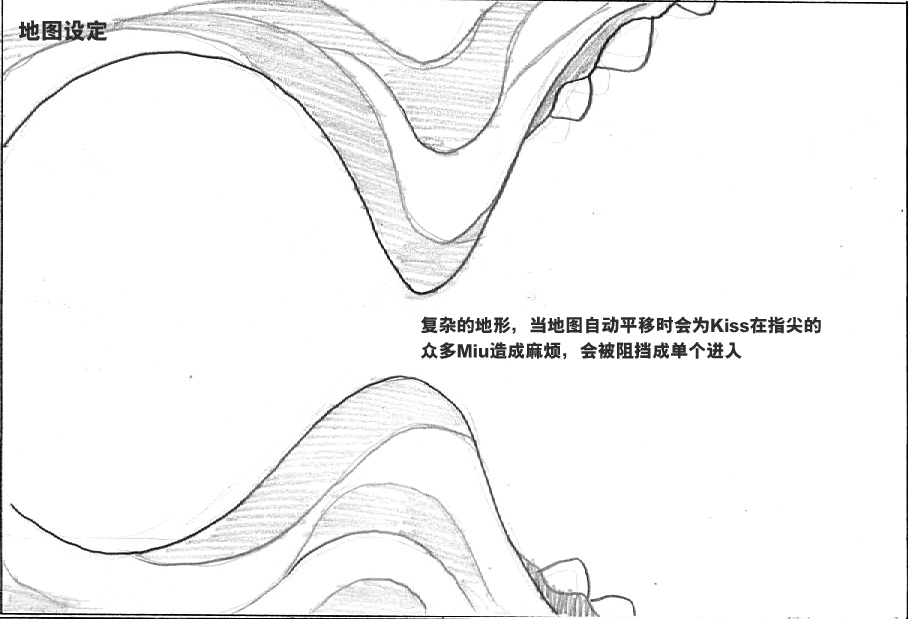 地图设定
复杂的地形，当地图自动平移时会为Kiss在指尖的
众多Miu造成麻烦，会被阻挡成单个进入